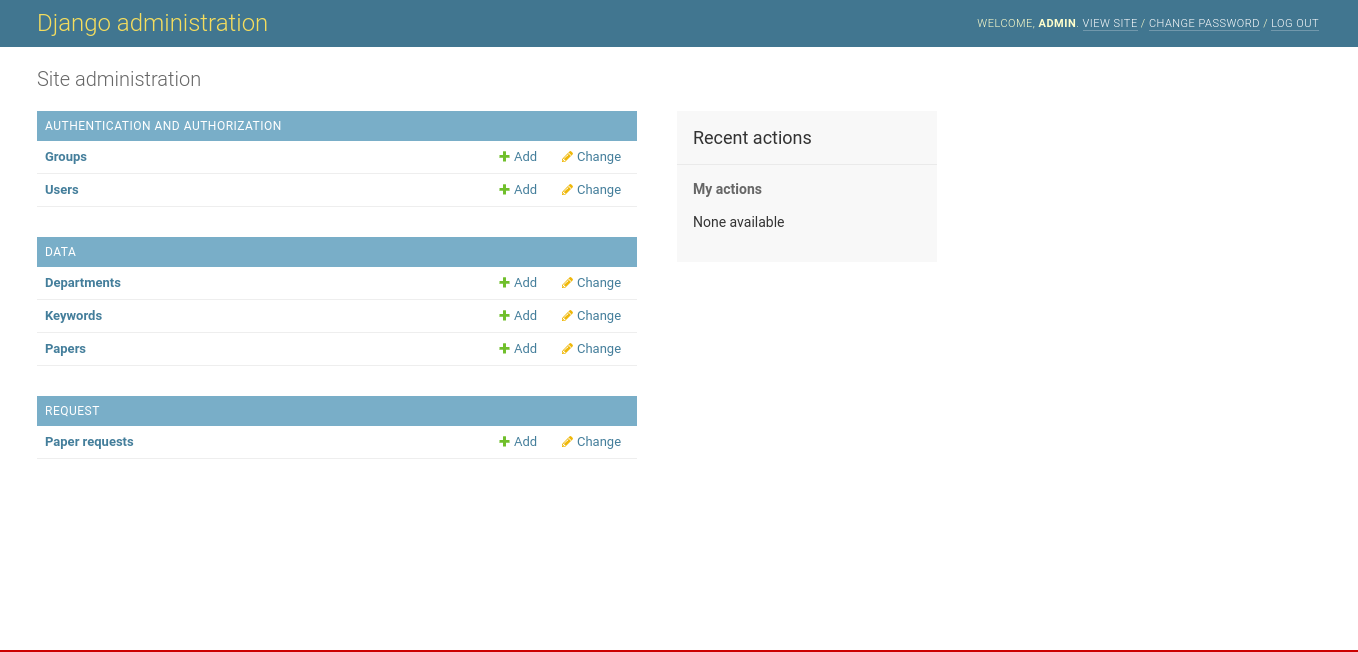 Django administration
WELCOME, ADMIN. VIEW SITE / CHANGE PASSWORD / LOG OUT
Site administration
AUTHENTICATION AND AUTHORIZATION
Groups Add Change
Users Add Change
DATA
Departments Add Change
Keywords Add Change
Papers Add Change
REQUEST
Paper requests Add Change
Recent actions
My actions
None available